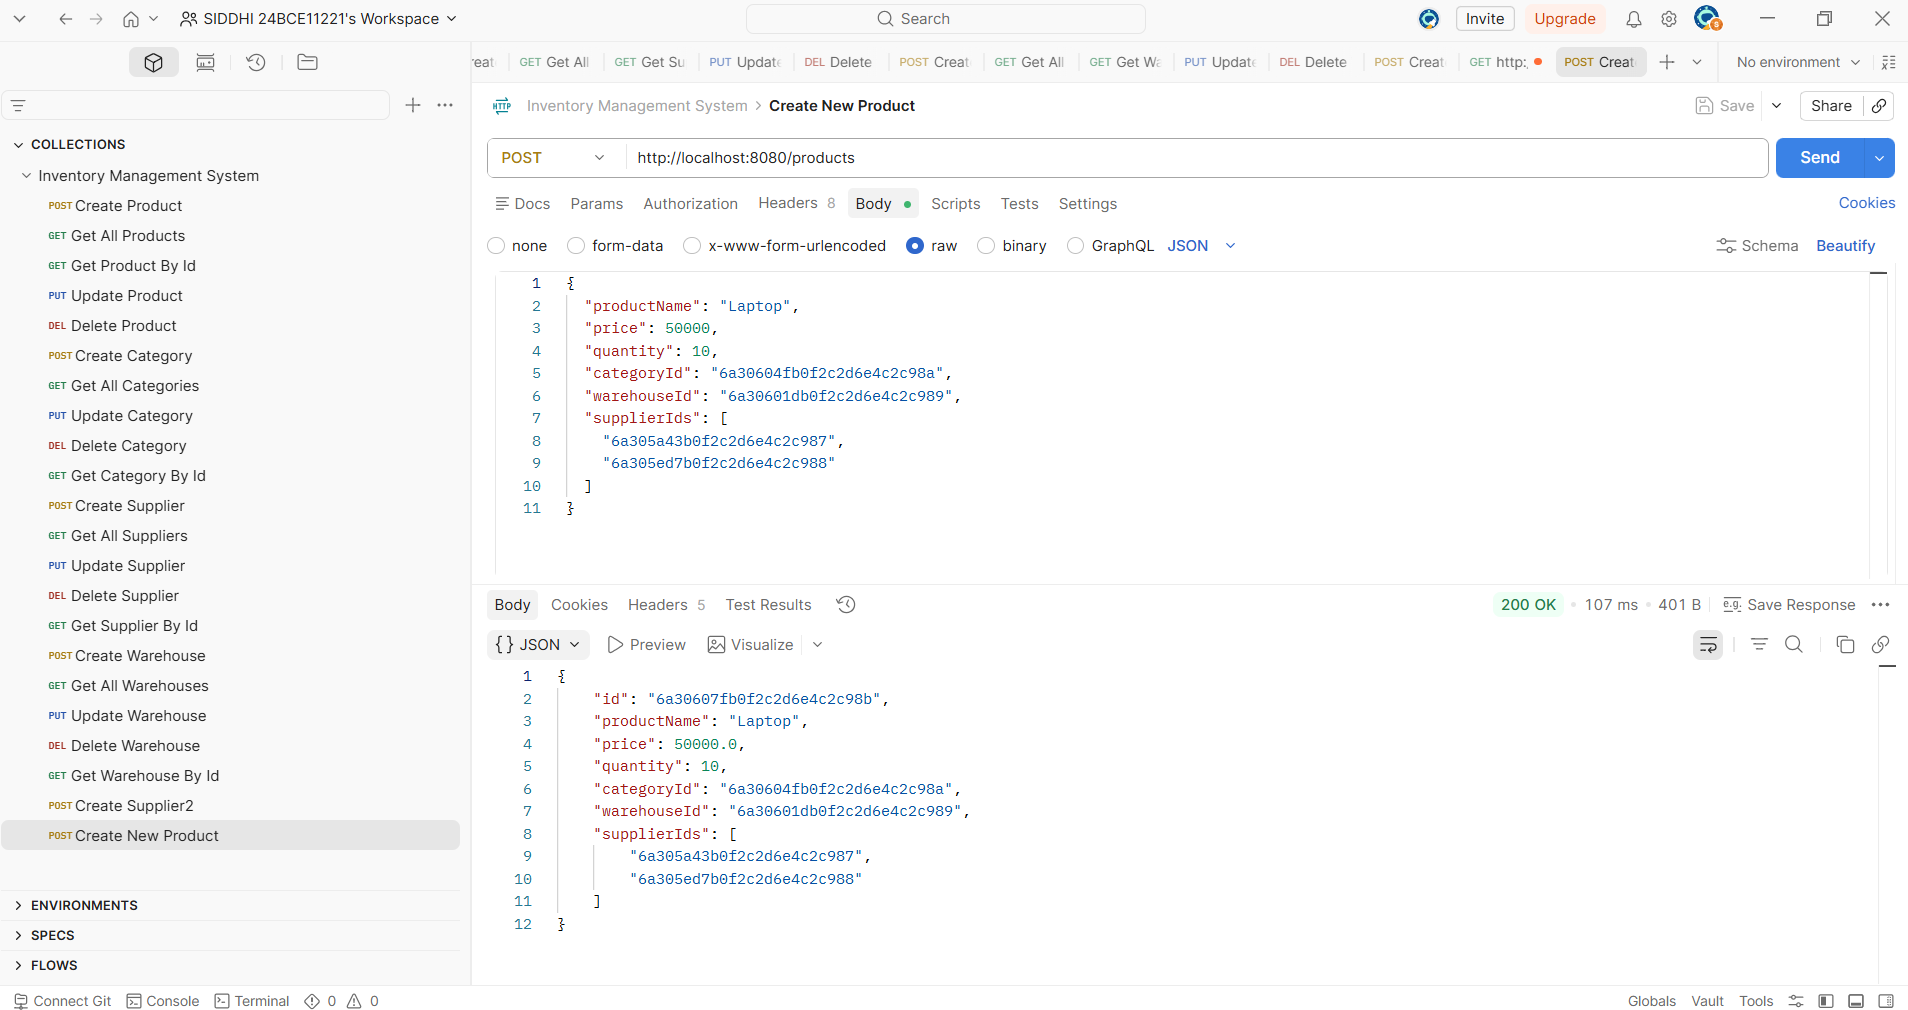 SIDDHI 24BCE11221's Workspace
Search
Invite
Upgrade
GET Get All
GET Get Su
PUT Updat
DEL Delete
POST Creat
GET Get All
GET Get Wa
PUT Updat
DEL Delete
POST Creat
GET http:
POST Creat
No environment
COLLECTIONS
Inventory Management System
POST Create Product
GET Get All Products
GET Get Product By Id
PUT Update Product
DEL Delete Product
POST Create Category
GET Get All Categories
PUT Update Category
DEL Delete Category
GET Get Category By Id
POST Create Supplier
GET Get All Suppliers
PUT Update Supplier
DEL Delete Supplier
GET Get Supplier By Id
POST Create Warehouse
GET Get All Warehouses
PUT Update Warehouse
DEL Delete Warehouse
GET Get Warehouse By Id
POST Create Supplier2
POST Create New Product
ENVIRONMENTS
SPECS
FLOWS
HTTP Inventory Management System > Create New Product
Save
Share
POST http://localhost:8080/products
Send
Docs Params Authorization Headers 8 Body Scripts Tests Settings
Cookies
none form-data x-www-form-urlencoded raw binary GraphQL JSON
Schema Beautify
1 {
2 "productName": "Laptop",
3 "price": 50000,
4 "quantity": 10,
5 "categoryId": "6a30604fb0f2c2d6e4c2c98a",
6 "warehouseId": "6a30601db0f2c2d6e4c2c989",
7 "supplierIds": [
8 "6a305a43b0f2c2d6e4c2c987",
9 "6a305ed7b0f2c2d6e4c2c988"
10 ]
11 }
Body Cookies Headers 5 Test Results
200 OK • 107 ms • 401 B
e.g. Save Response
{} JSON Preview Visualize
1 {
2 "id": "6a30607fb0f2c2d6e4c2c98b",
3 "productName": "Laptop",
4 "price": 50000.0,
5 "quantity": 10,
6 "categoryId": "6a30604fb0f2c2d6e4c2c98a",
7 "warehouseId": "6a30601db0f2c2d6e4c2c989",
8 "supplierIds": [
9 "6a305a43b0f2c2d6e4c2c987",
10 "6a305ed7b0f2c2d6e4c2c988"
11 ]
12 }
Connect Git Console Terminal 0 0
Globals Vault Tools